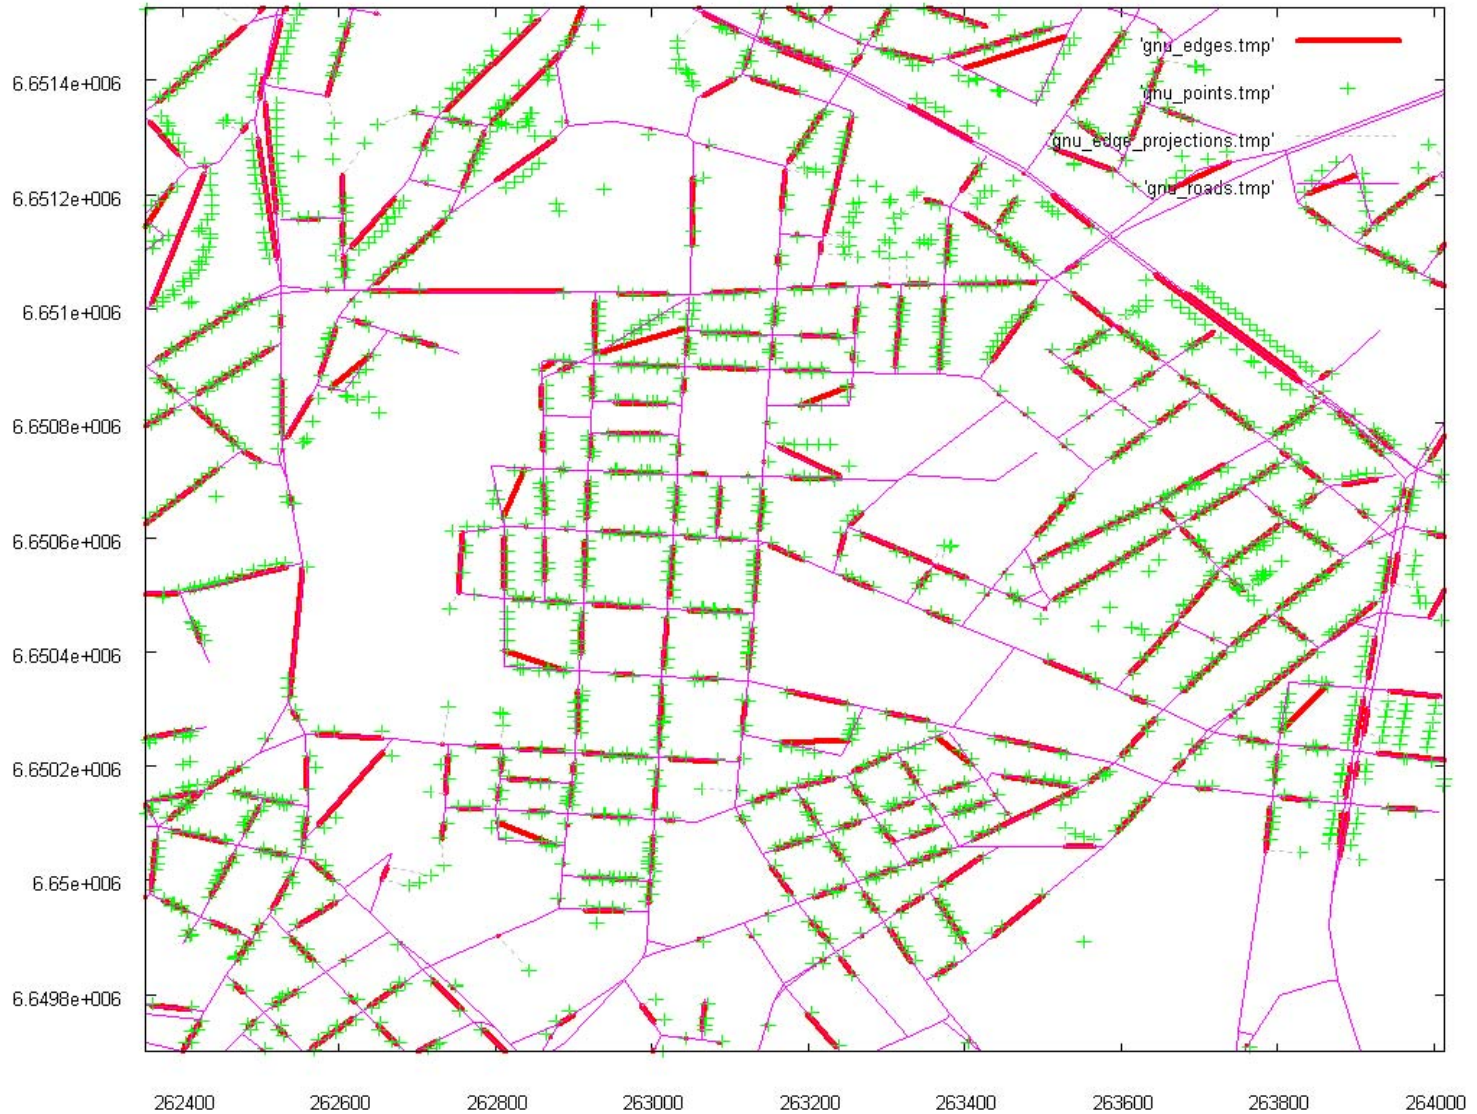 'gnu_edges.tmp'
6.6514e+006
'gnu_points.tmp'
'gnu_edge_projections.tmp'
6.6512e+006
'gnu_roads.tmp'
6.651e+006
6.6508e+006
6.6506e+006
6.6504e+006
6.6502e+006
6.65e+006
6.6498e+006
262400 262600 262800 263000 263200 263400 263600 263800 264000